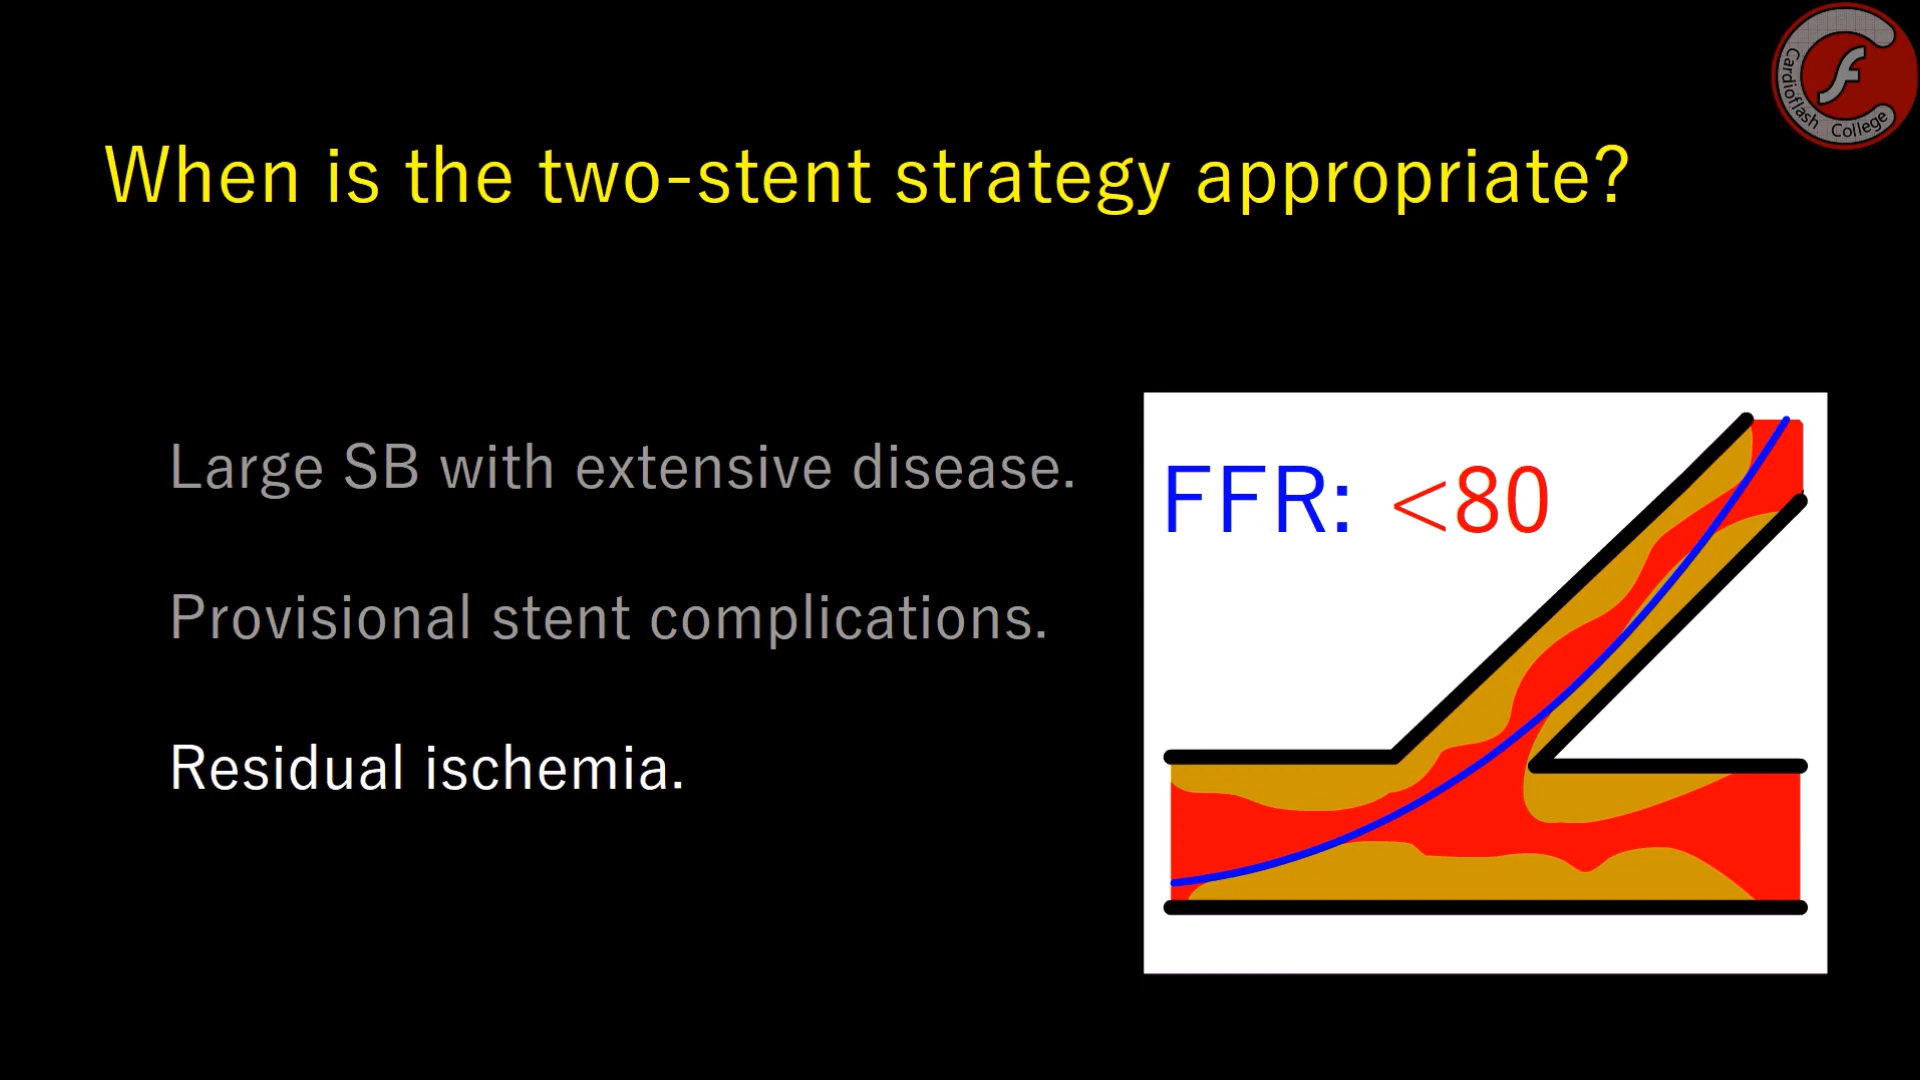 Cardioflash College
When is the two-stent strategy appropriate?
Large SB with extensive disease.
Provisional stent complications.
Residual ischemia.
FFR: <80